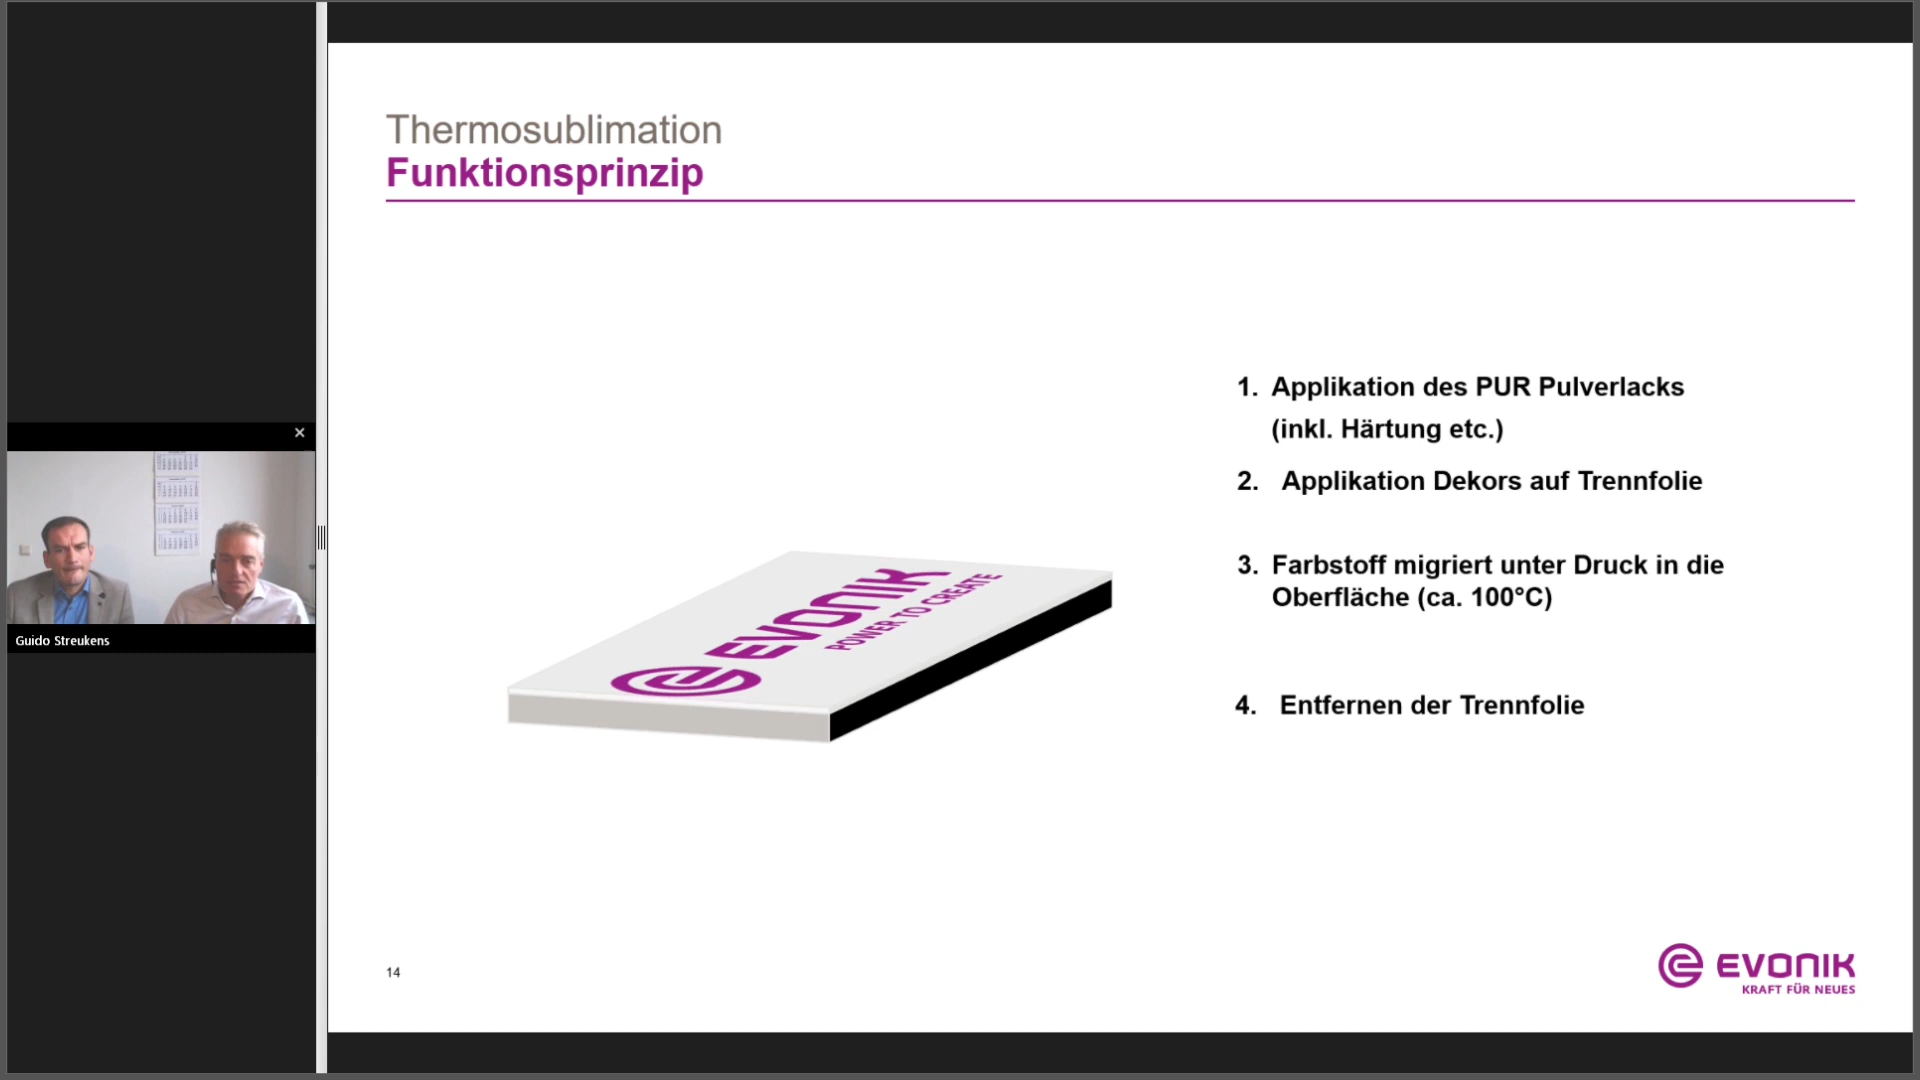 Thermosublimation
Funktionsprinzip
1. Applikation des PUR Pulverlacks
(inkl. Härtung etc.)
2. Applikation Dekors auf Trennfolie
3. Farbstoff migriert unter Druck in die
Oberfläche (ca. 100°C)
4. Entfernen der Trennfolie
EVONIK
POWER TO CREATE
Guido Streukens
14
EVONIK
KRAFT FÜR NEUES